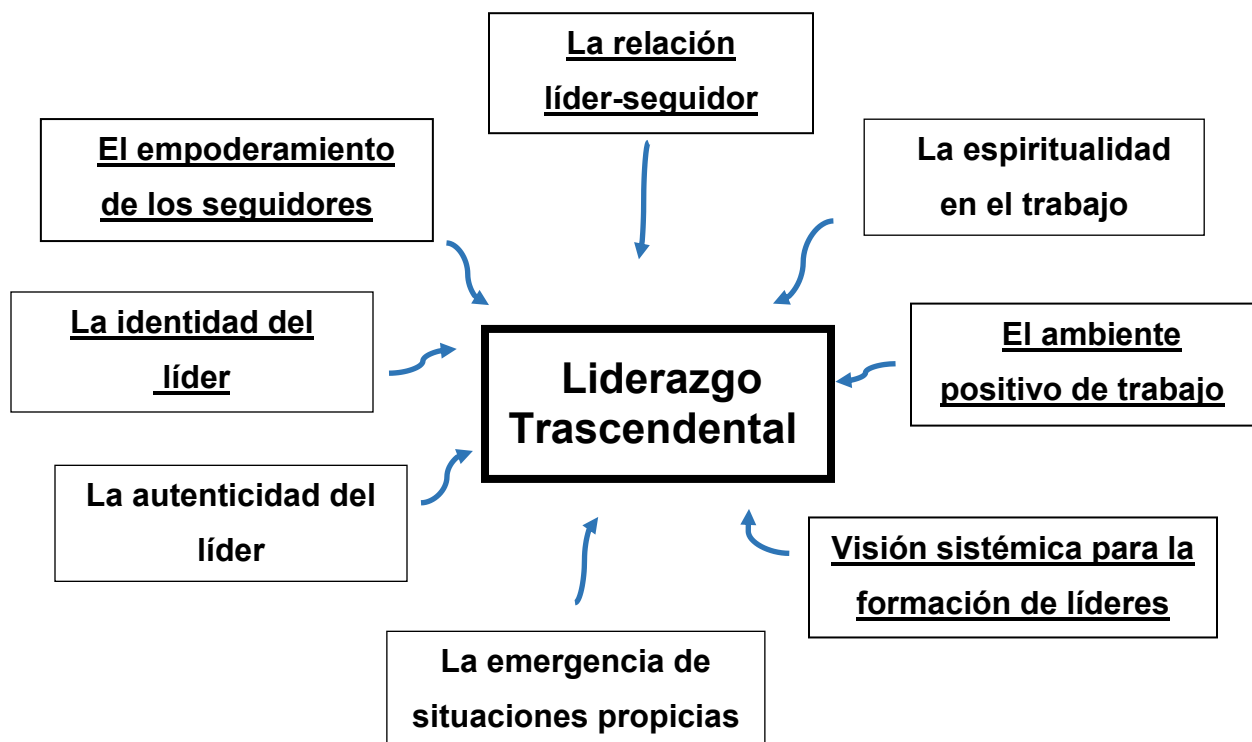 La relación
líder-seguidor
El empoderamiento
de los seguidores
La espiritualidad
en el trabajo
La identidad del
líder
El ambiente
positivo de trabajo
Liderazgo
Trascendental
La autenticidad del
líder
Visión sistémica para la
formación de líderes
La emergencia de
situaciones propicias